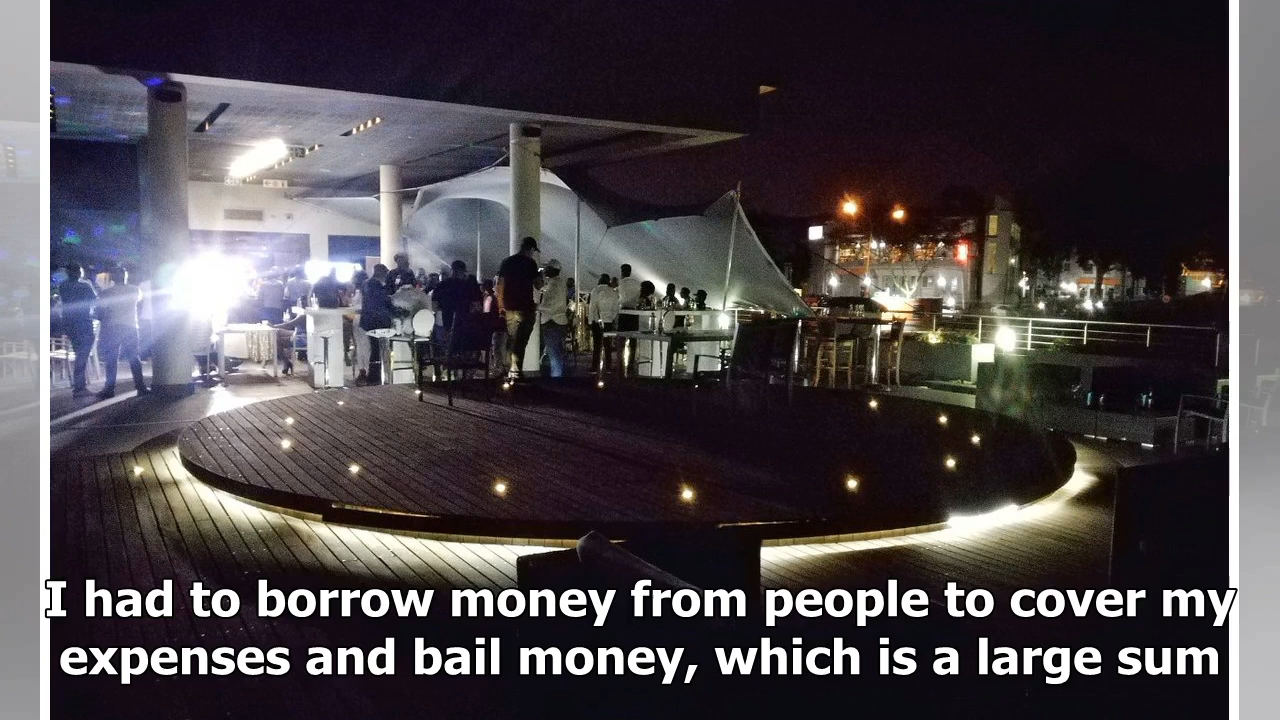 I had to borrow money from people to cover my
expenses and bail money, which is a large sum